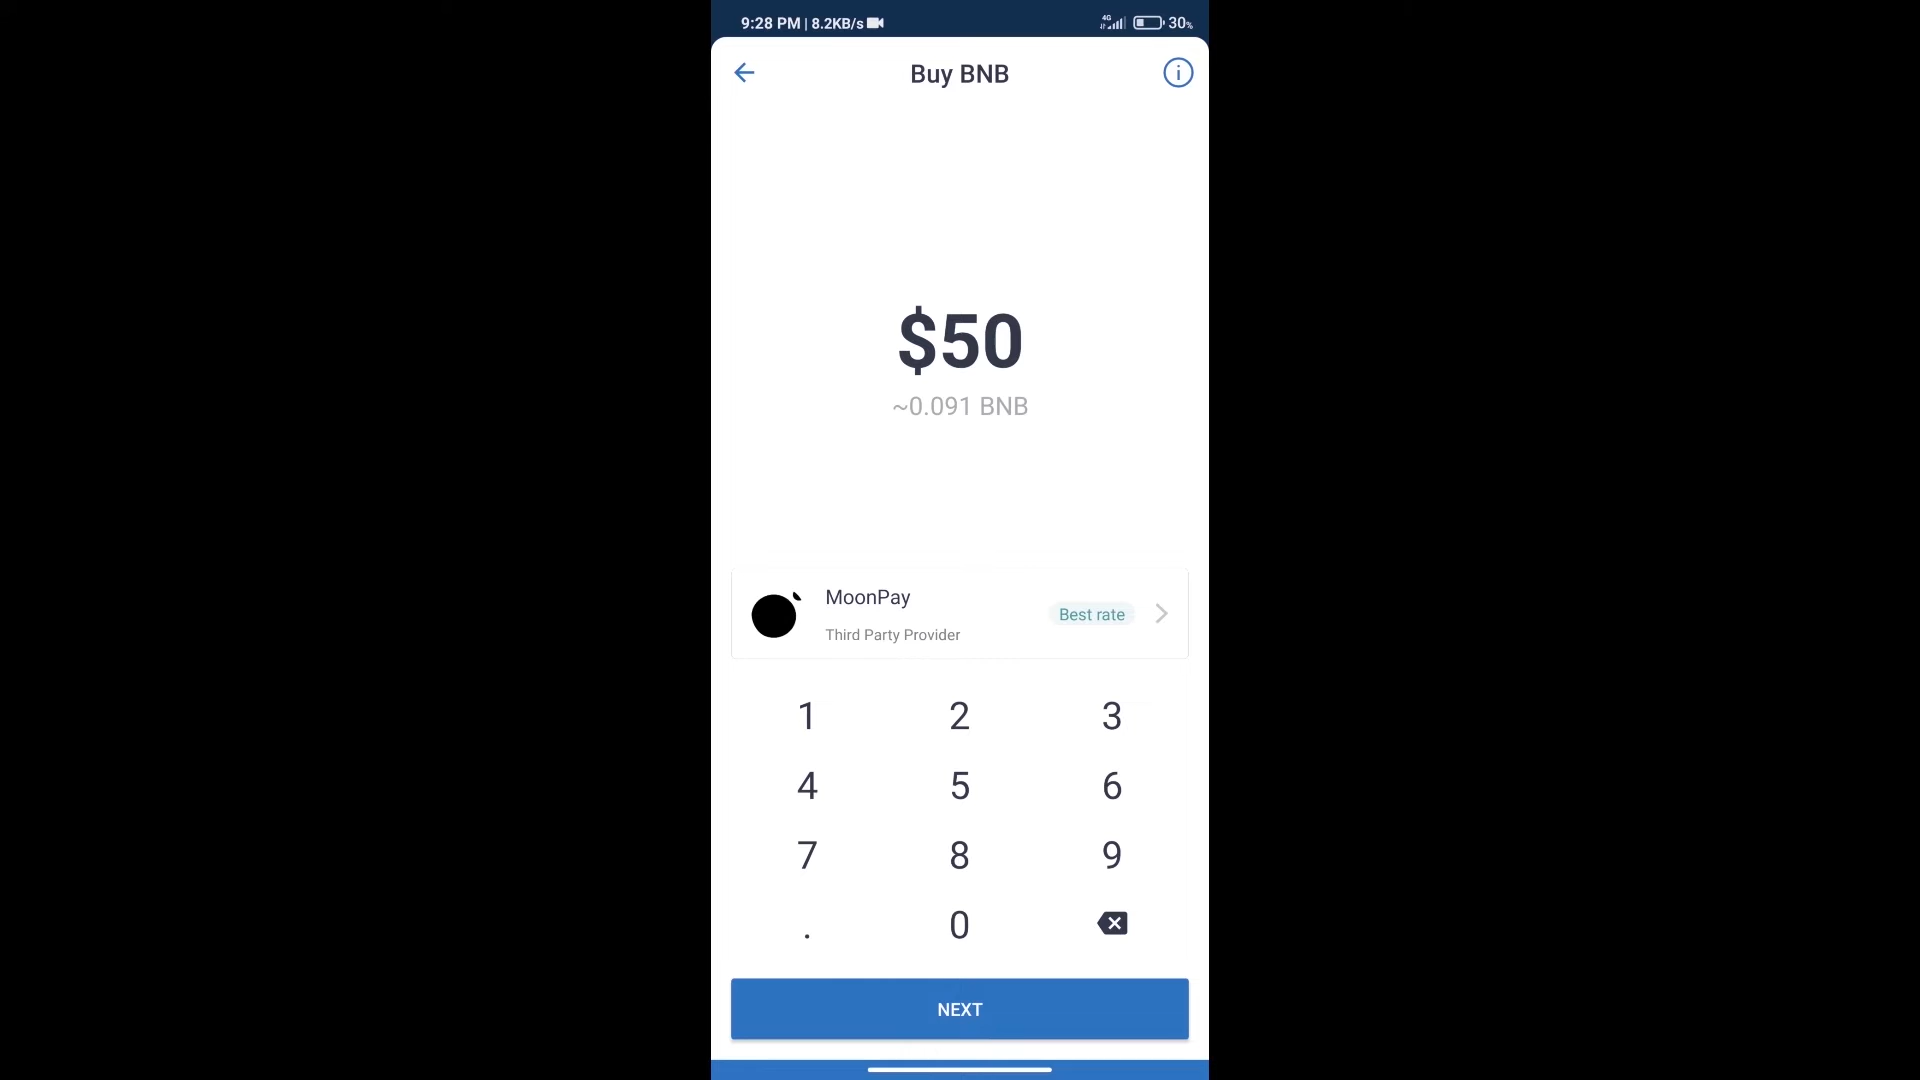 9:28 PM | 8.2KB/s 4G 30%
Buy BNB
$50
~0.091 BNB
MoonPay
Best rate
Third Party Provider
1 2 3
4 5 6
7 8 9
. 0
NEXT